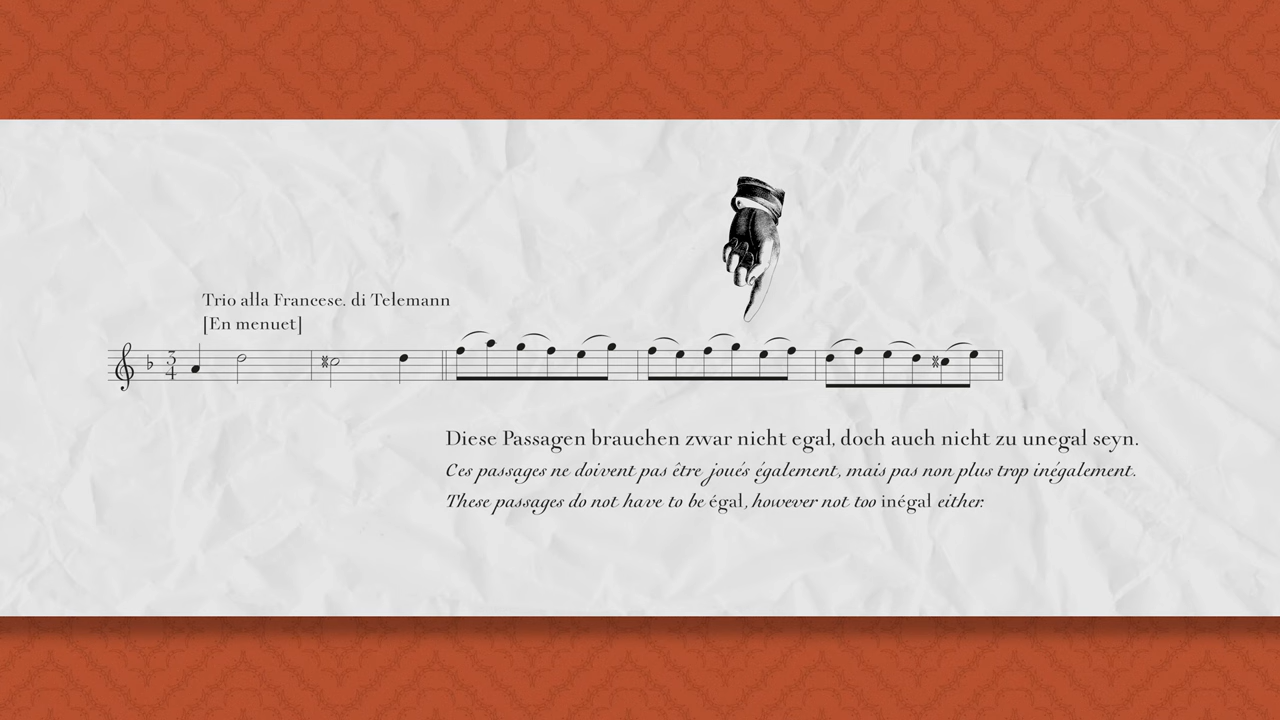 Trio alla Francese. di Telemann
[En menuet]
3
4
Diese Passagen brauchen zwar nicht egal, doch auch nicht zu unegal seyn.
Ces passages ne doivent pas être joués également, mais pas non plus trop inégalement.
These passages do not have to be égal, however not too inégal either.